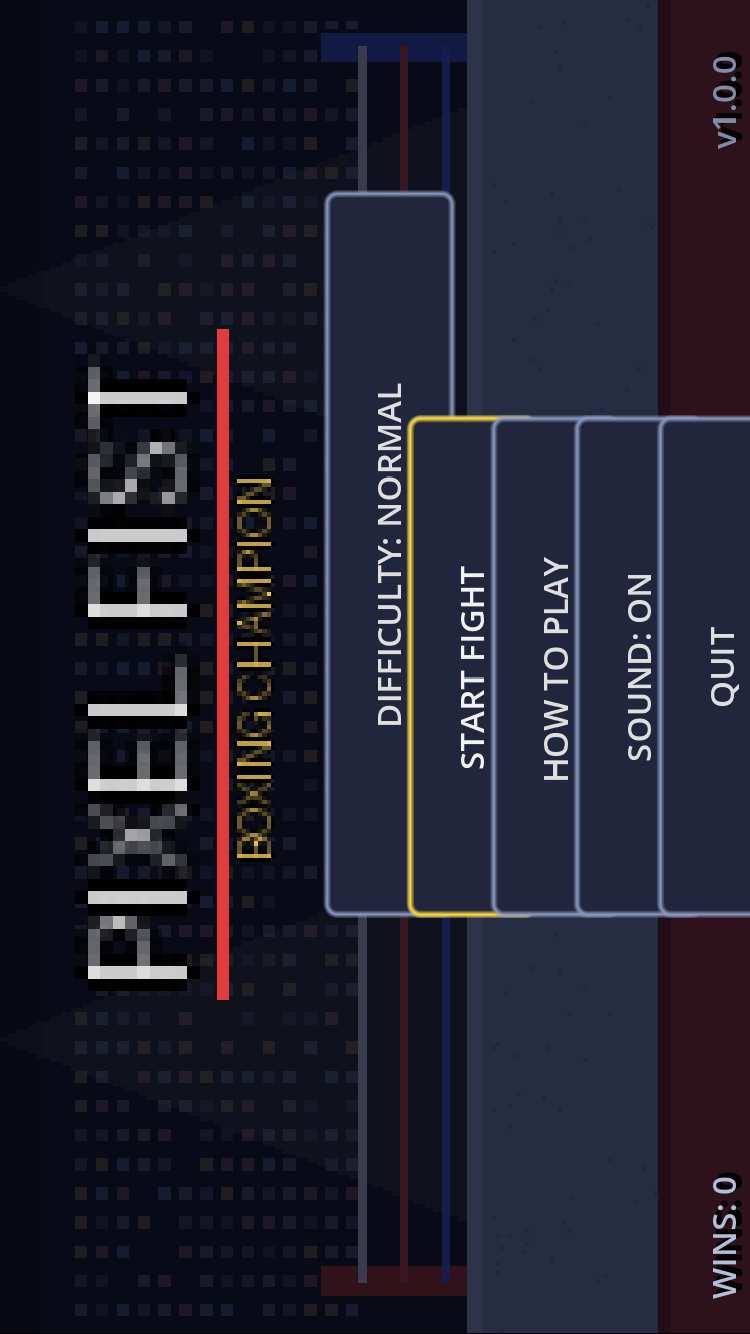 PIXEL FIST
BOXING CHAMPION
DIFFICULTY: NORMAL
START FIGHT
HOW TO PLAY
SOUND: ON
QUIT
WINS: 0
v1.0.0